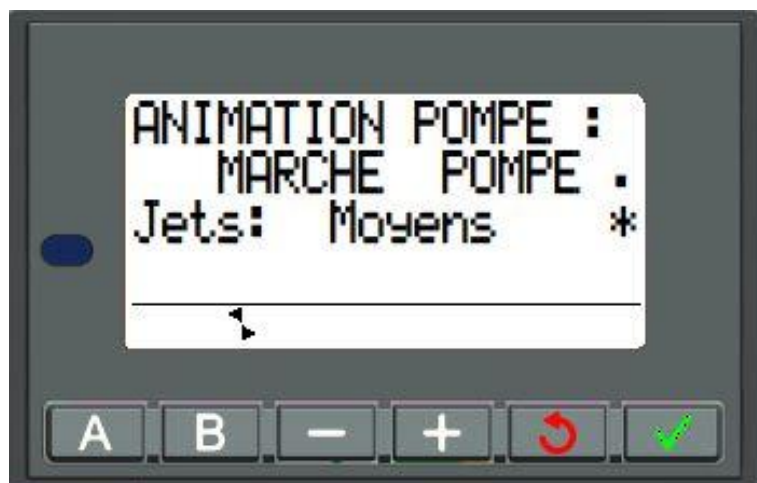 ANIMATION POMPE :
MARCHE POMPE .
Jets: Moyens *
A B - +